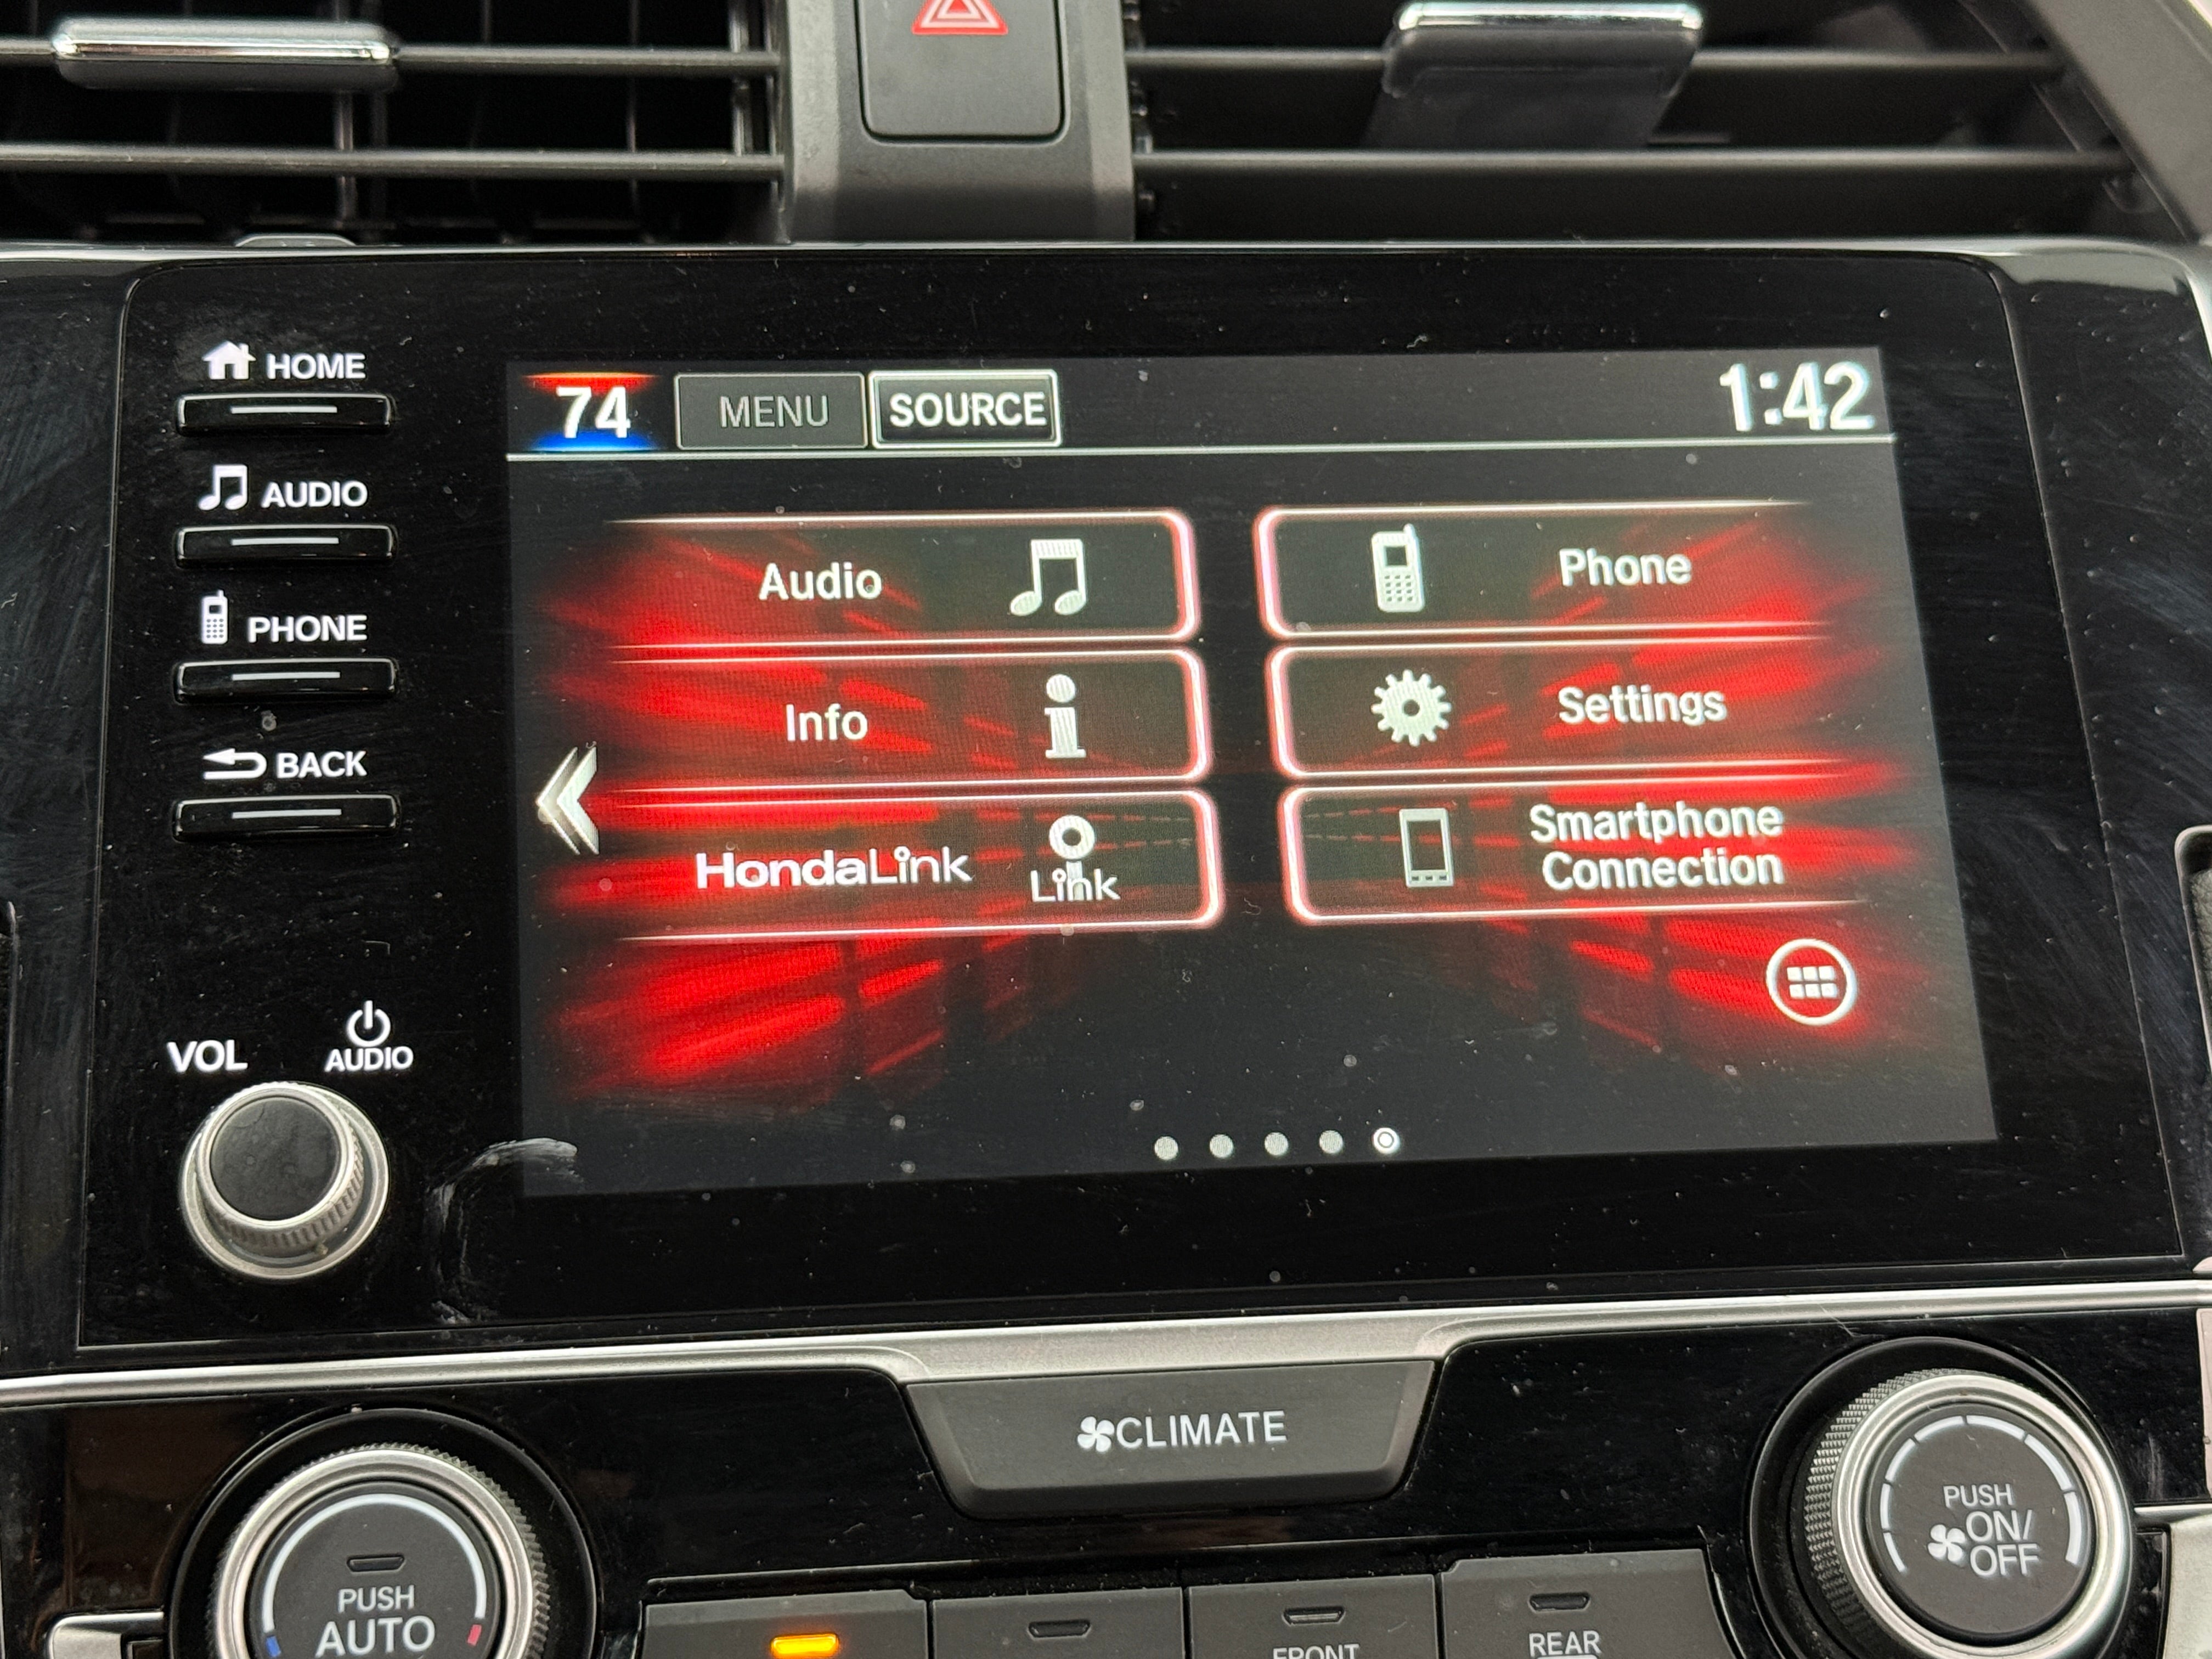 HOME
74 MENU SOURCE 1:42
AUDIO
Audio Phone
PHONE
Info Settings
BACK
HondaLink Link Smartphone
Connection
VOL AUDIO
CLIMATE
PUSH
ON/
OFF
PUSH
AUTO
FRONT REAR